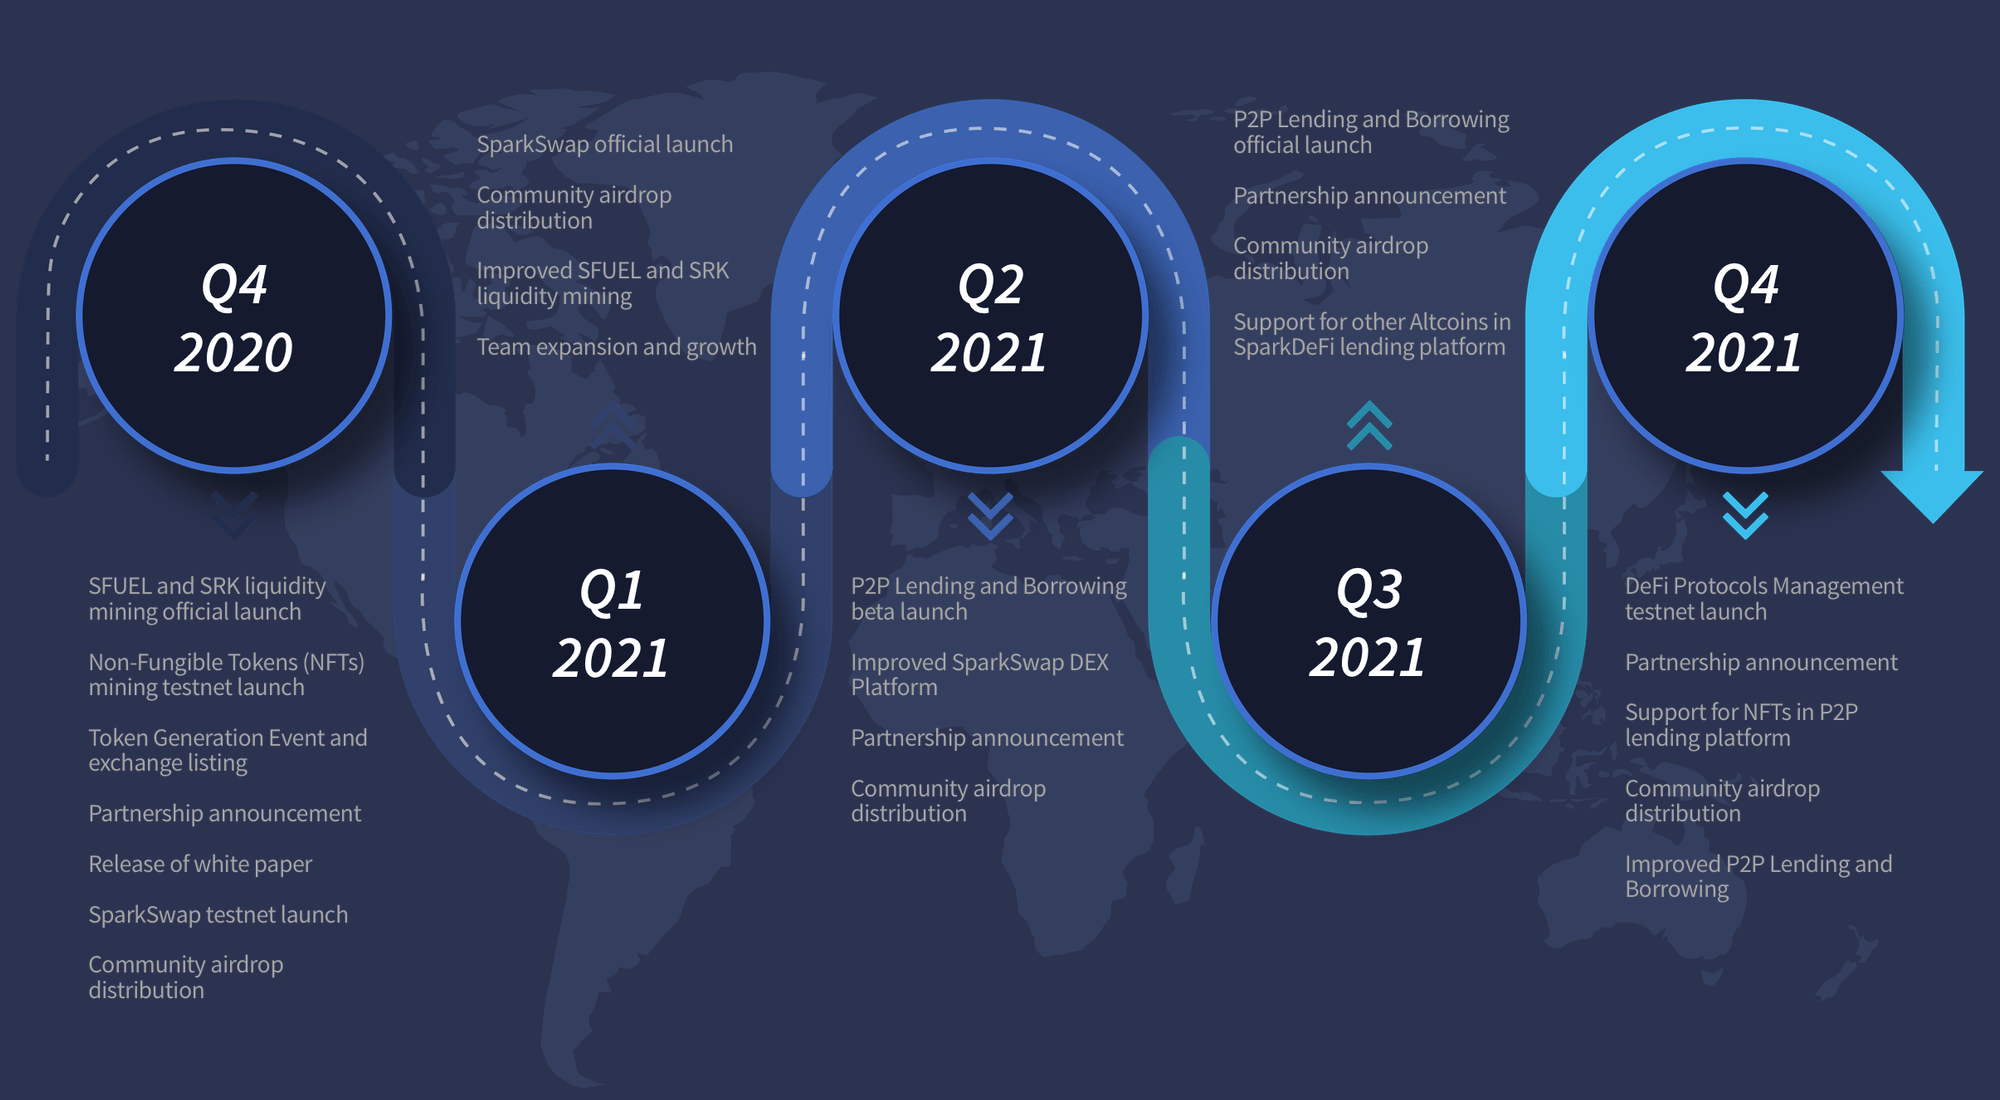 Q4
2020
SFUEL and SRK liquidity
mining official launch
Non-Fungible Tokens (NFTs)
mining testnet launch
Token Generation Event and
exchange listing
Partnership announcement
Release of white paper
SparkSwap testnet launch
Community airdrop
distribution
SparkSwap official launch
Community airdrop
distribution
Improved SFUEL and SRK
liquidity mining
Team expansion and growth
Q1
2021
Q2
2021
P2P Lending and Borrowing
beta launch
Improved SparkSwap DEX
Platform
Partnership announcement
Community airdrop
distribution
P2P Lending and Borrowing
official launch
Partnership announcement
Community airdrop
distribution
Support for other Altcoins in
SparkDeFi lending platform
Q3
2021
Q4
2021
DeFi Protocols Management
testnet launch
Partnership announcement
Support for NFTs in P2P
lending platform
Community airdrop
distribution
Improved P2P Lending and
Borrowing